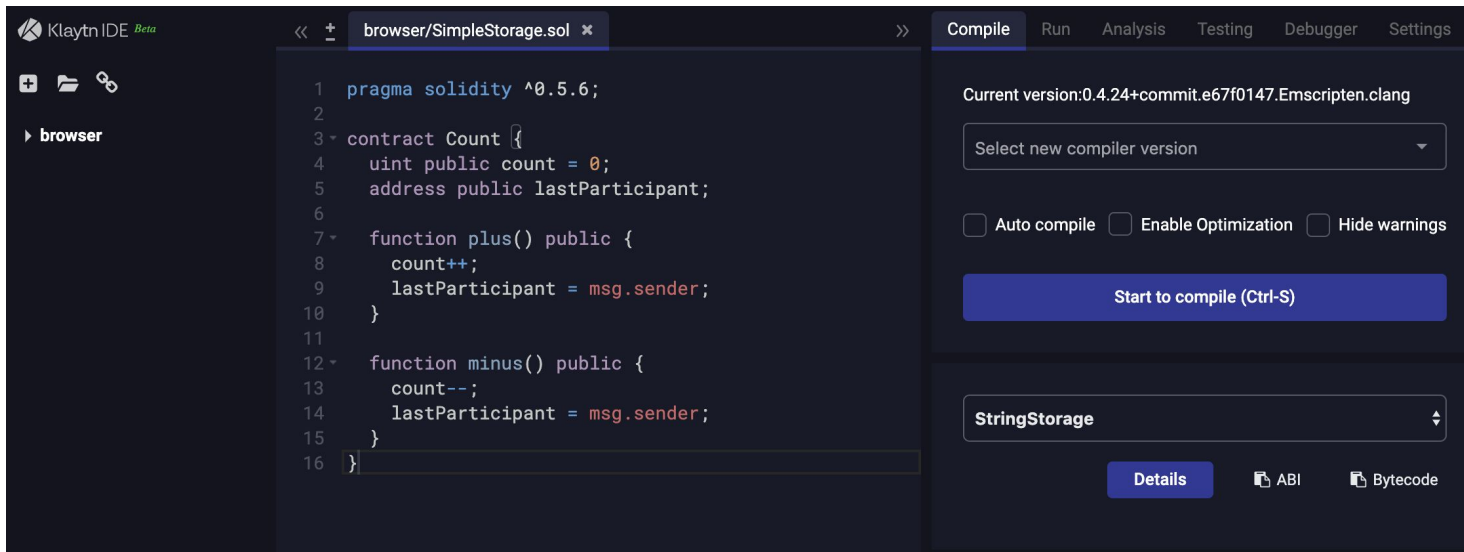 Klaytn IDE Beta
browser/SimpleStorage.sol
Compile Run Analysis Testing Debugger Settings
browser
1 pragma solidity ^0.5.6;
2
3 contract Count {
4 uint public count = 0;
5 address public lastParticipant;
6
7 function plus() public {
8 count++;
9 lastParticipant = msg.sender;
10 }
11
12 function minus() public {
13 count--;
14 lastParticipant = msg.sender;
15 }
16 }
Current version:0.4.24+commit.e67f0147.Emscripten.clang
Select new compiler version
Auto compile Enable Optimization Hide warnings
Start to compile (Ctrl-S)
StringStorage
Details ABI Bytecode